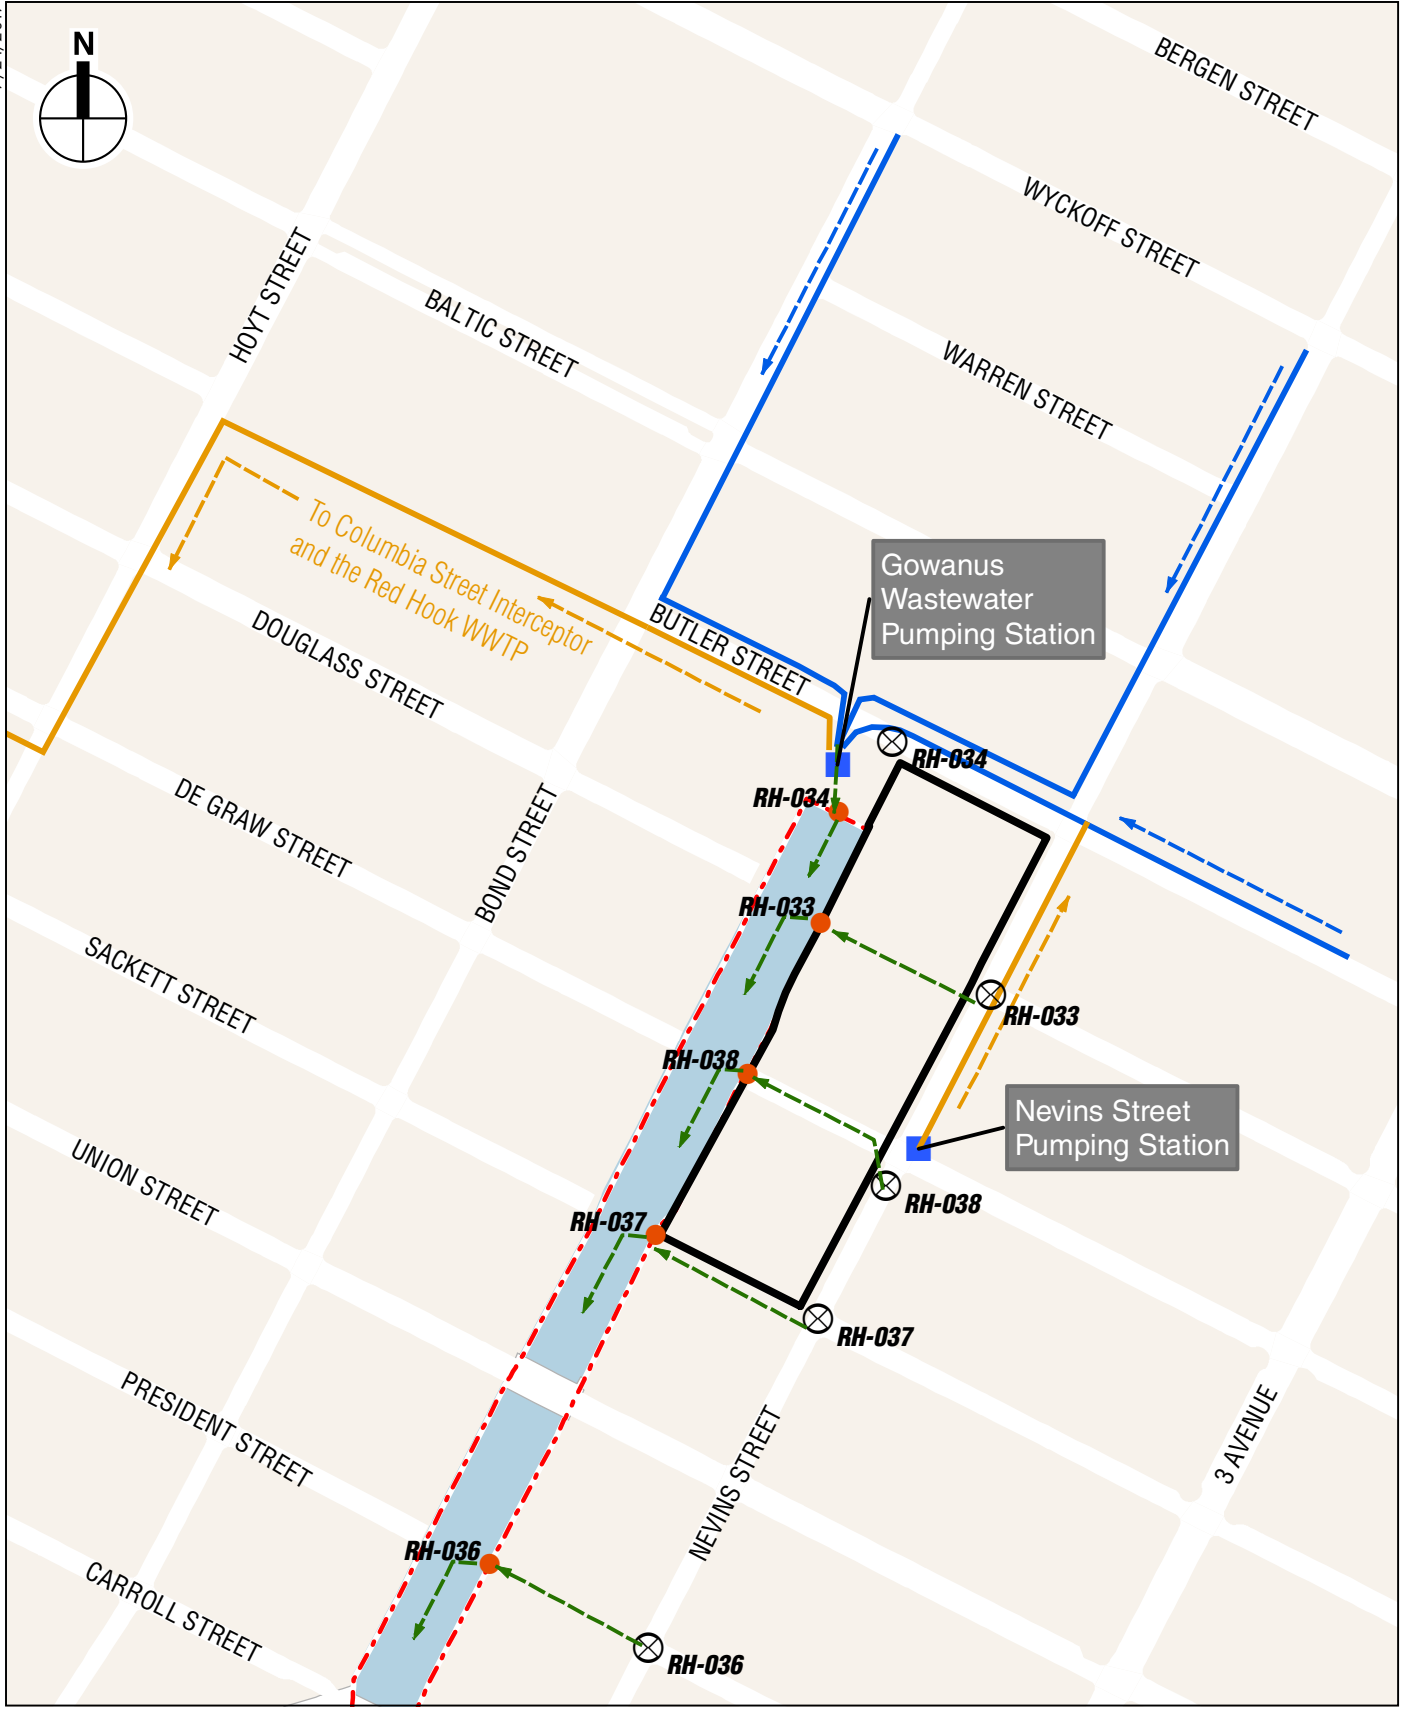 N
BERGEN STREET
WYCKOFF STREET
HOYT STREET
BALTIC STREET
WARREN STREET
To Columbia Street Interceptor
and the Red Hook WWTP
Gowanus
Wastewater
Pumping Station
BUTLER STREET
DOUGLASS STREET
RH-034
RH-034
DE GRAW STREET
BOND STREET
RH-033
RH-033
SACKETT STREET
RH-038
Nevins Street
Pumping Station
RH-038
UNION STREET
RH-037
RH-037
PRESIDENT STREET
NEVINS STREET
3 AVENUE
RH-036
CARROLL STREET
RH-036